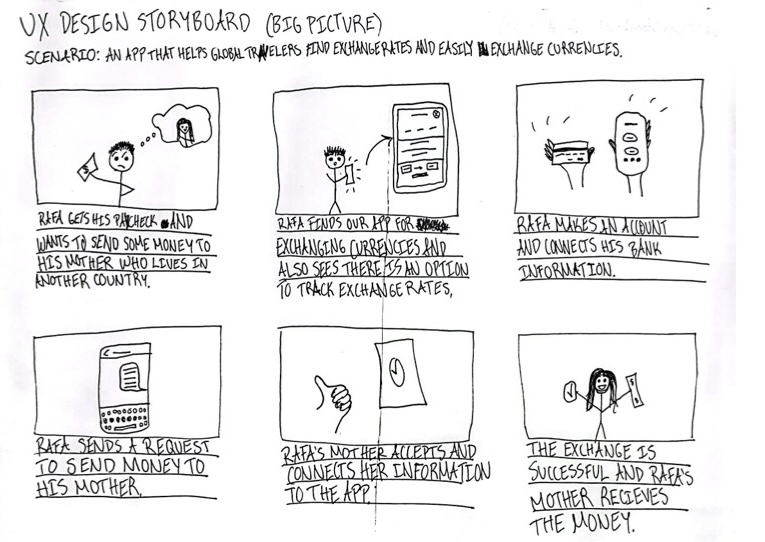 UX DESIGN STORYBOARD (BIG PICTURE)
SCENARIO: AN APP THAT HELPS GLOBAL TRAVELERS FIND EXCHANGE RATES AND EASILY EXCHANGE CURRENCIES.
RAFA GETS HIS PAYCHECK AND
WANTS TO SEND SOME MONEY TO
HIS MOTHER WHO LIVES IN
ANOTHER COUNTRY.
RAFA FINDS OUR APP FOR
EXCHANGING CURRENCIES AND
ALSO SEES THERE IS AN OPTION
TO TRACK EXCHANGE RATES,
RAFA MAKES AN ACCOUNT
AND CONNECTS HIS BANK
INFORMATION.
RAFA SENDS A REQUEST
TO SEND MONEY TO
HIS MOTHER.
RAFA'S MOTHER ACCEPTS AND
CONNECTS HER INFORMATION
TO THE APP.
THE EXCHANGE IS
SUCCESSFUL AND RAFA'S
MOTHER RECIEVES
THE MONEY.